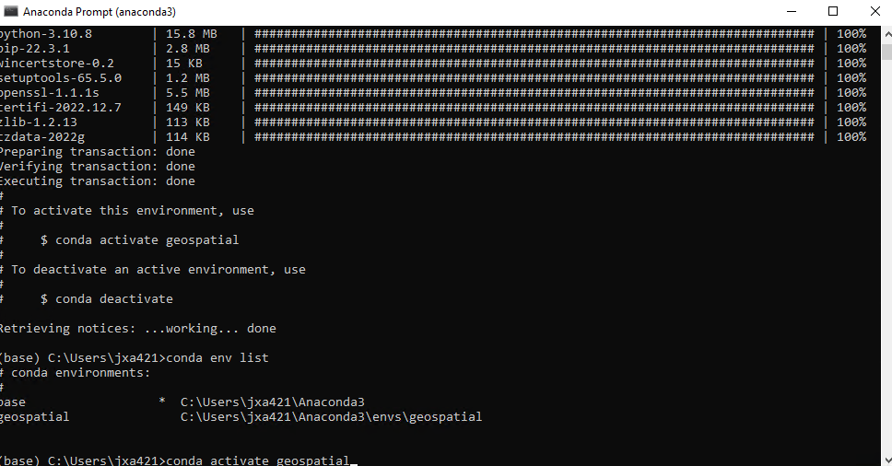 Anaconda Prompt (anaconda3)
python-3.10.8 | 15.8 MB | ############################################################################ | 100%
pip-22.3.1 | 2.8 MB | ############################################################################ | 100%
wincertstore-0.2 | 15 KB | ############################################################################ | 100%
setuptools-65.5.0 | 1.2 MB | ############################################################################ | 100%
openssl-1.1.1s | 5.5 MB | ############################################################################ | 100%
certifi-2022.12.7 | 149 KB | ############################################################################ | 100%
zlib-1.2.13 | 113 KB | ############################################################################ | 100%
tzdata-2022g | 114 KB | ############################################################################ | 100%
Preparing transaction: done
Verifying transaction: done
Executing transaction: done
#
# To activate this environment, use
#
# $ conda activate geospatial
#
# To deactivate an active environment, use
#
# $ conda deactivate
Retrieving notices: ...working... done
(base) C:\Users\jxa421>conda env list
# conda environments:
#
base * C:\Users\jxa421\Anaconda3
geospatial C:\Users\jxa421\Anaconda3\envs\geospatial
(base) C:\Users\jxa421>conda activate geospatial_